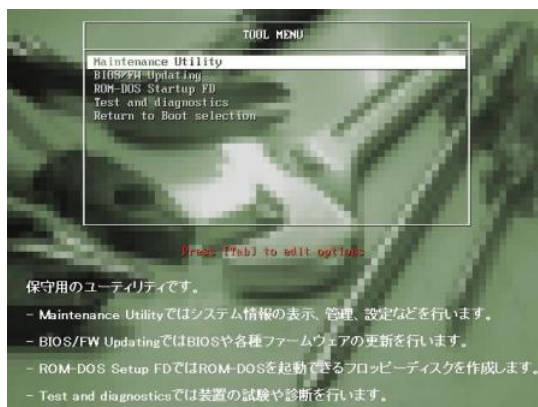 TOOL MENU
Maintenance Utility
BIOS/FW Updating
ROM-DOS Startup FD
Test and diagnostics
Return to Boot selection
Press [Tab] to edit options
保守用のユーティリティです。
- Maintenance Utilityではシステム情報の表示、管理、設定などを行います。
- BIOS/FW UpdatingではBIOSや各種ファームウェアの更新を行います。
- ROM-DOS Setup FDではROM-DOSを起動できるフロッピーディスクを作成します。
- Test and diagnosticsでは装置の試験や診断を行います。